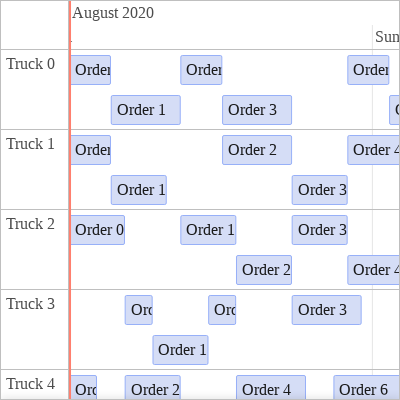 August 2020
Sun
Truck 0
Order
Order
Order
Order 1
Order 3
Truck 1
Order
Order 2
Order 4
Order 1
Order 3
Truck 2
Order 0
Order 1
Order 3
Order 2
Order 4
Truck 3
Ord
Ord
Order 3
Order 1
Truck 4
Ord
Order 2
Order 4
Order 6